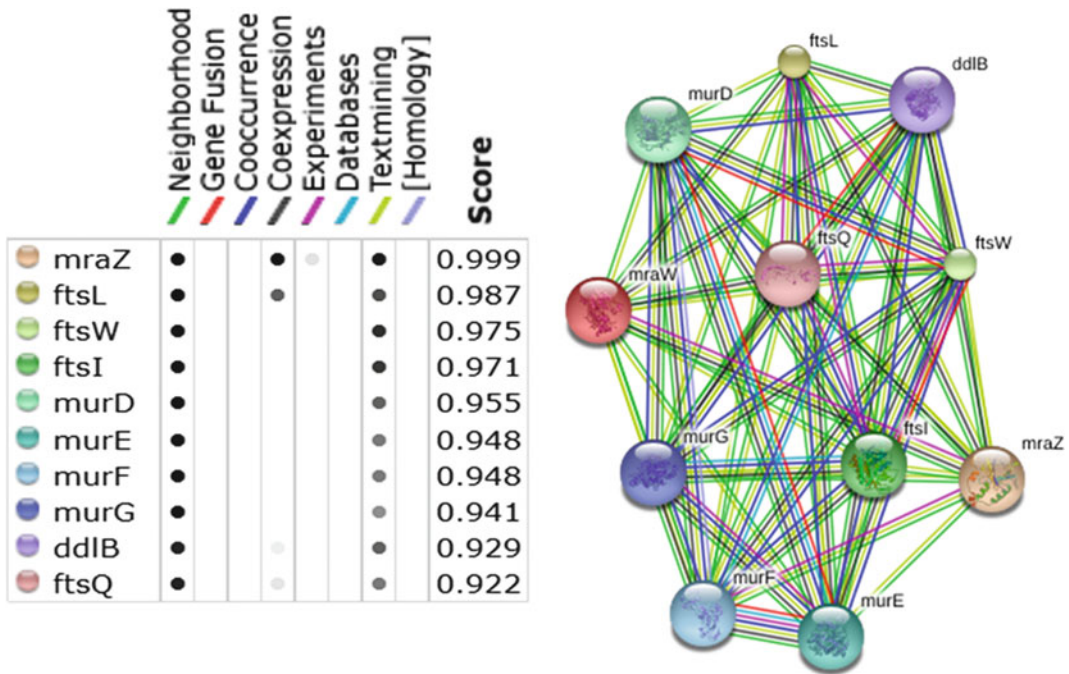 Neighborhood
Gene Fusion
Cooccurrence
Coexpression
Experiments
Databases
Textmining
[Homology]
Score
mraZ 0.999
ftsL 0.987
ftsW 0.975
ftsI 0.971
murD 0.955
murE 0.948
murF 0.948
murG 0.941
ddlB 0.929
ftsQ 0.922
ftsL
ddlB
murD
ftsQ
ftsW
mraW
murG
ftsI
mraZ
murF
murE